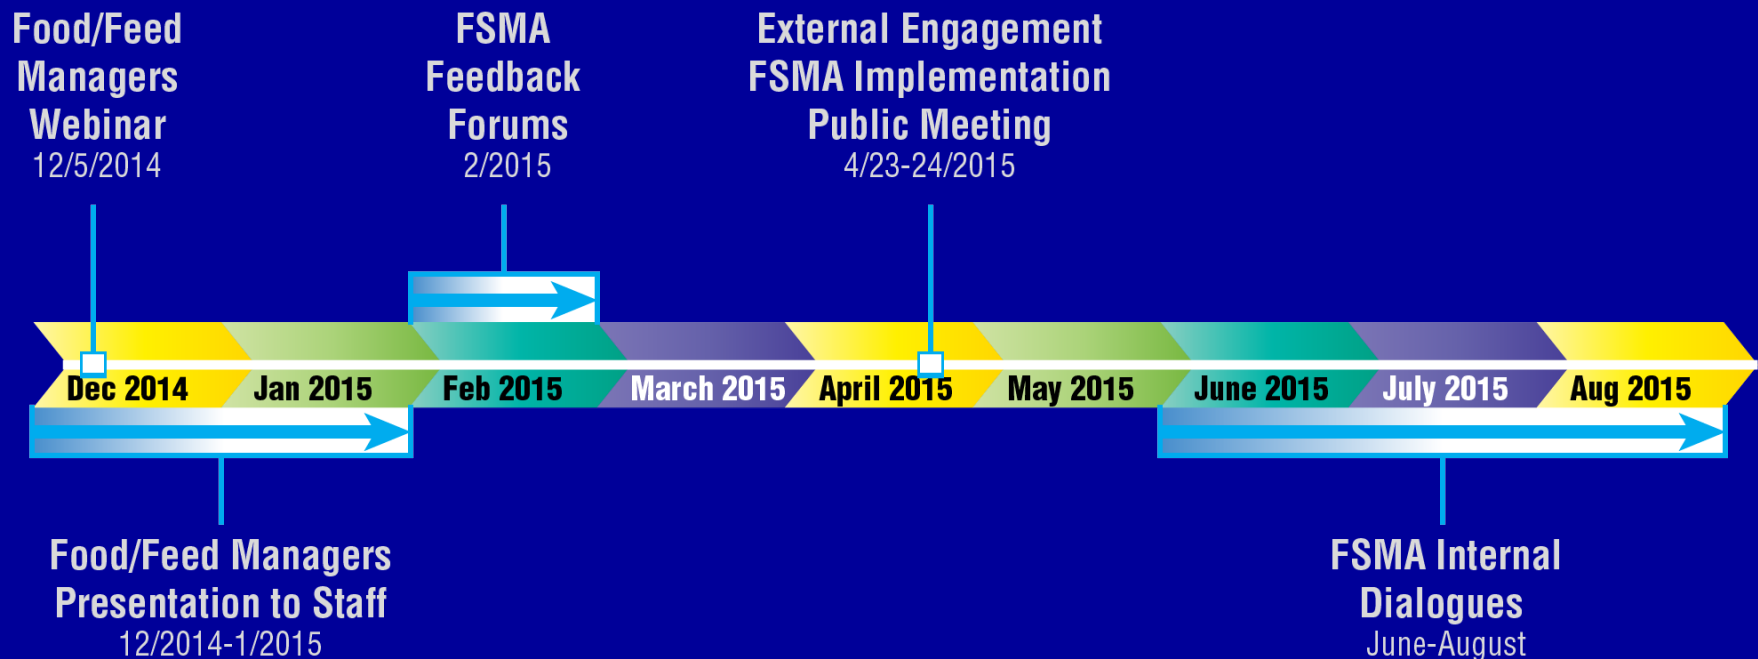 Food/Feed
Managers
Webinar
12/5/2014
FSMA
Feedback
Forums
2/2015
External Engagement
FSMA Implementation
Public Meeting
4/23-24/2015
Dec 2014
Jan 2015
Feb 2015
March 2015
April 2015
May 2015
June 2015
July 2015
Aug 2015
Food/Feed Managers
Presentation to Staff
12/2014-1/2015
FSMA Internal
Dialogues
June-August